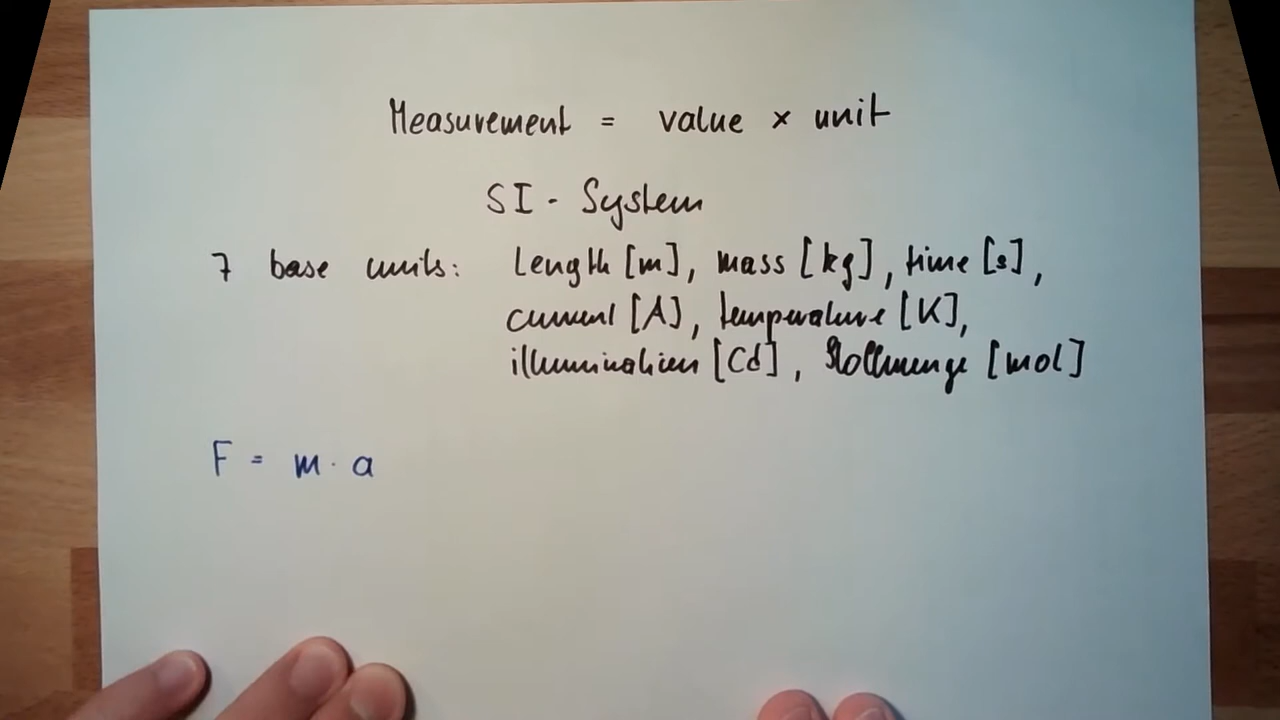 Measurement = value × unit
SI - System
7 base units: length [m], mass [kg], time [s],
current [A], temperature [K],
illumination [Cd], Stoffmenge [mol]
F = m · a